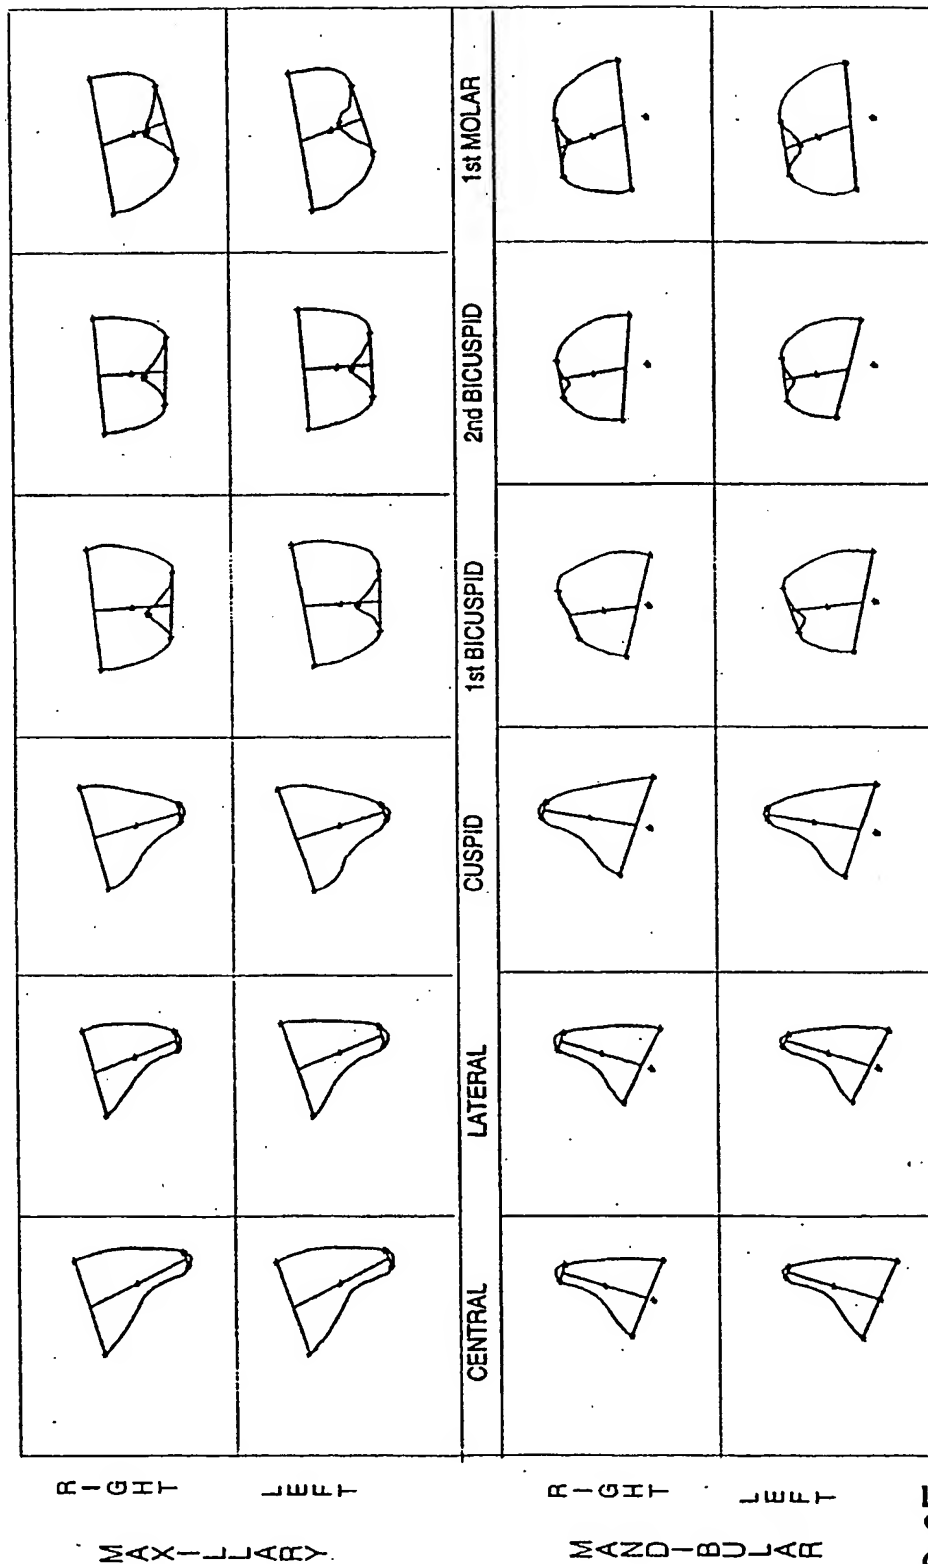 MAXILLARY
RIGHT
LEFT
CENTRAL
LATERAL
CUSPID
1st BICUSPID
2nd BICUSPID
1st MOLAR
MANDIBULAR
RIGHT
LEFT